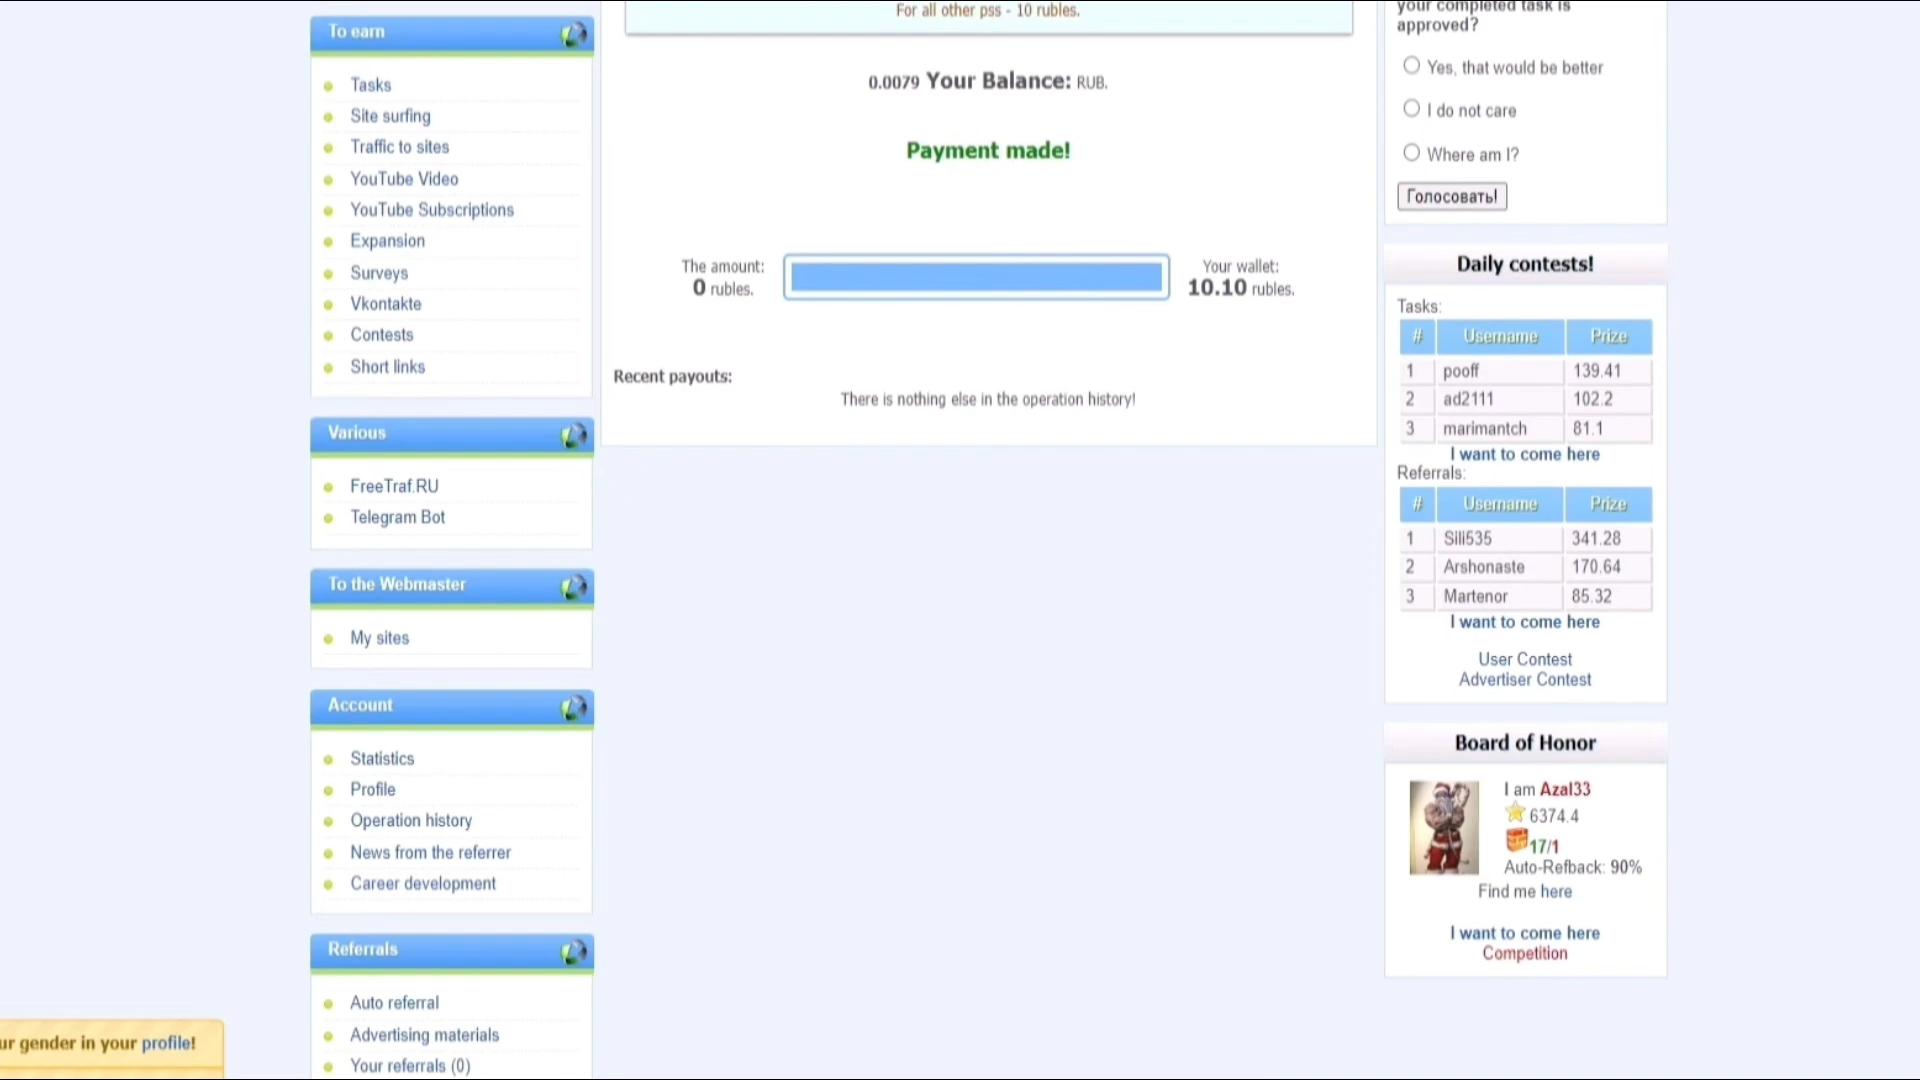 To earn
Tasks
Site surfing
Traffic to sites
YouTube Video
YouTube Subscriptions
Expansion
Surveys
Vkontakte
Contests
Short links
Various
FreeTraf.RU
Telegram Bot
To the Webmaster
My sites
Account
Statistics
Profile
Operation history
News from the referrer
Career development
Referrals
Auto referral
Advertising materials
Your referrals (0)
ur gender in your profile!
For all other pss - 10 rubles.
0.0079 Your Balance: RUB.
Payment made!
The amount:
0 rubles.
Your wallet:
10.10 rubles.
Recent payouts:
There is nothing else in the operation history!
your completed task is
approved?
Yes, that would be better
I do not care
Where am I?
Голосовать!
Daily contests!
Tasks:
# Username Prize
1 pooff 139.41
2 ad2111 102.2
3 marimantch 81.1
I want to come here
Referrals:
# Username Prize
1 Sili535 341.28
2 Arshonaste 170.64
3 Martenor 85.32
I want to come here
User Contest
Advertiser Contest
Board of Honor
I am Azal33
6374.4
17/1
Auto-Refback: 90%
Find me here
I want to come here
Competition